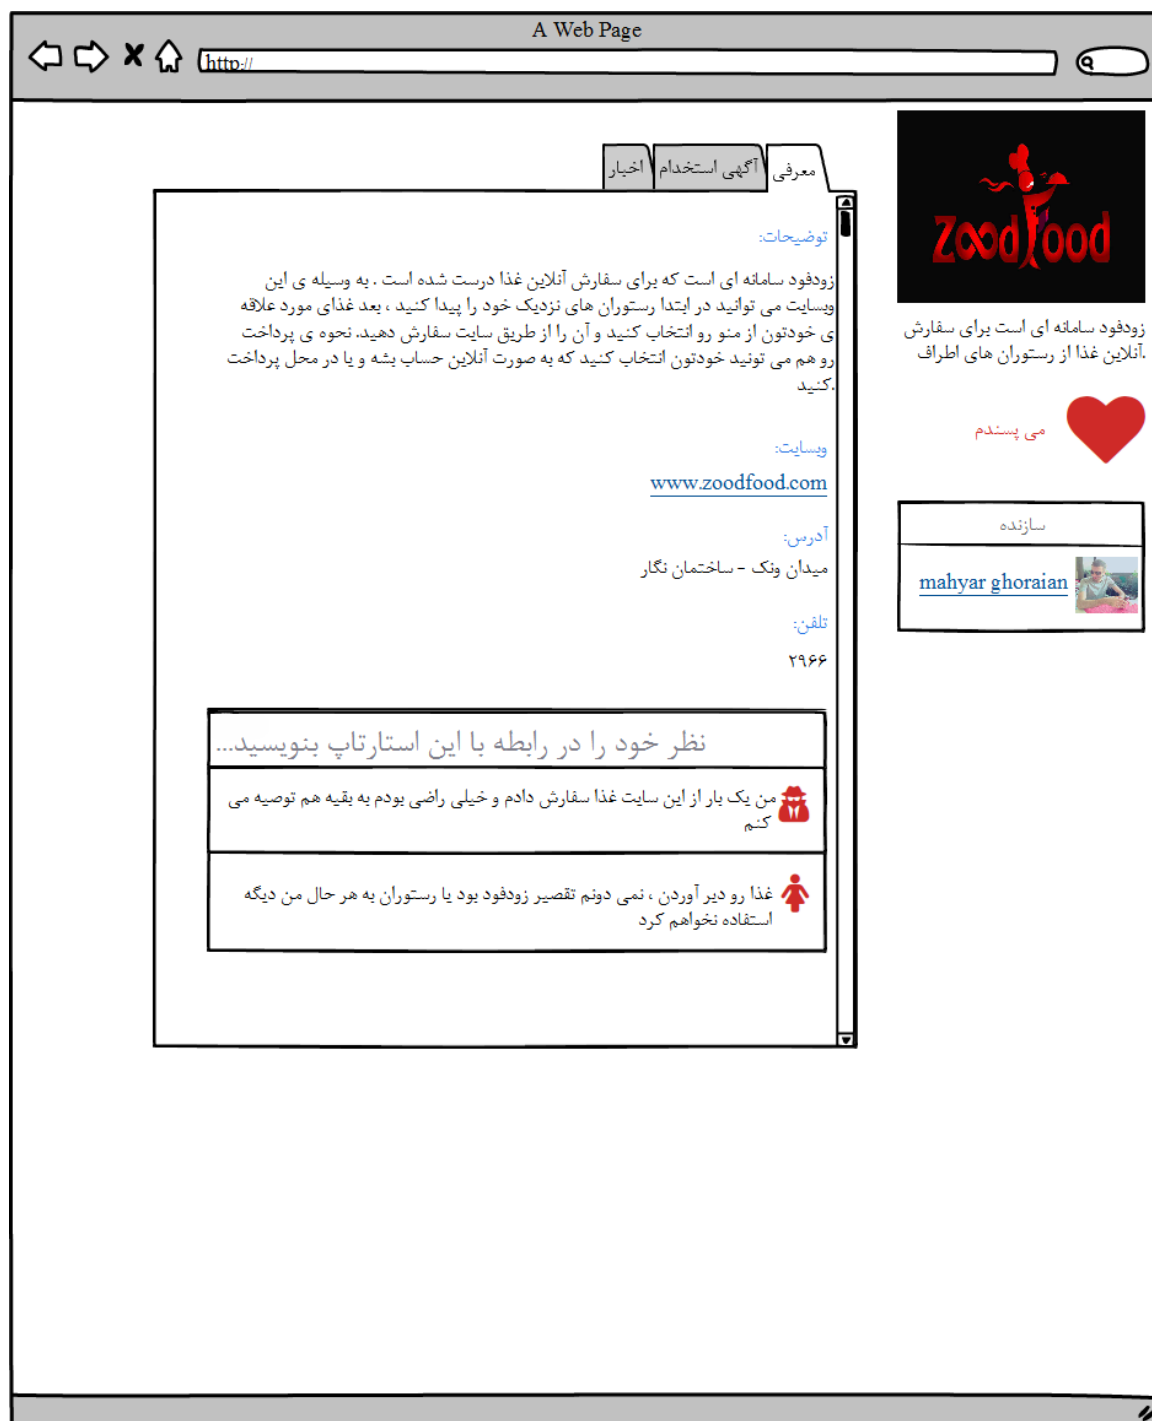 A Web Page
http://
ZoodFood
زودفود سامانه ای است برای سفارش
آنلاین غذا از رستوران های اطراف.
می پسندم
سازنده
mahyar ghoraian
معرفی
آگهی استخدام
اخبار
توضیحات:
زودفود سامانه ای است که برای سفارش آنلاین غذا درست شده است . به وسیله ی این
وبسایت می توانید در ابتدا رستوران های نزدیک خود را پیدا کنید ، بعد غذای مورد علاقه
ی خودتون از منو رو انتخاب کنید و آن را از طریق سایت سفارش دهید. نحوه ی پرداخت
رو هم می تونید خودتون انتخاب کنید که به صورت آنلاین حساب بشه و یا در محل پرداخت
کنید.
وبسایت:
www.zoodfood.com
آدرس:
میدان ونک - ساختمان نگار
تلفن:
۲۹۶۶
نظر خود را در رابطه با این استارتاپ بنویسید...
من یک بار از این سایت غذا سفارش دادم و خیلی راضی بودم به بقیه هم توصیه می
کنم
غذا رو دیر آوردن ، نمی دونم تقصیر زودفود بود یا رستوران به هر حال من دیگه
استفاده نخواهم کرد